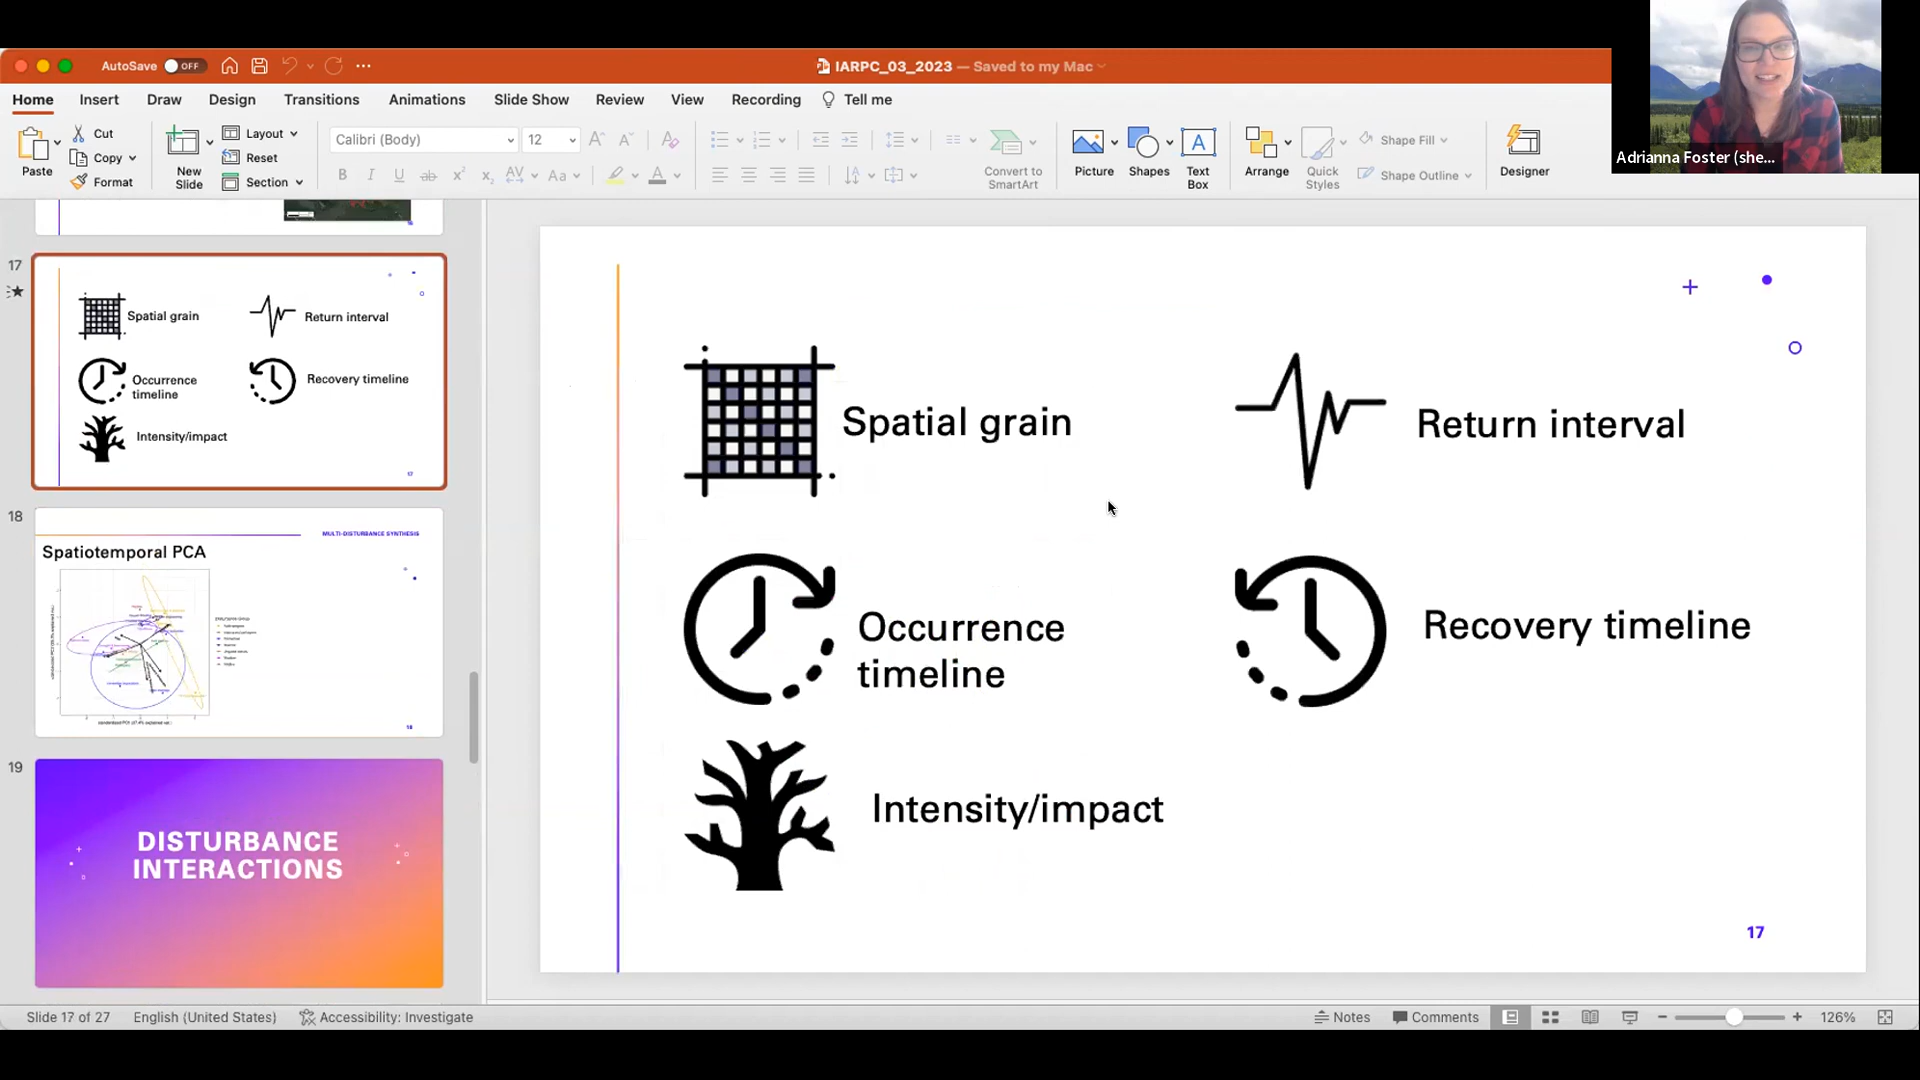 AutoSave OFF
IARPC_03_2023 — Saved to my Mac
Adrianna Foster (she...
Home Insert Draw Design Transitions Animations Slide Show Review View Recording Tell me
Paste
Cut
Copy
Format
New Slide
Layout
Reset
Section
Calibri (Body) 12
Convert to SmartArt
Picture
Shapes
Text Box
Arrange
Quick Styles
Shape Fill
Shape Outline
Designer
16
17
Spatial grain
Return interval
Occurrence
timeline
Recovery timeline
Intensity/impact
17
18
MULTI-DISTURBANCE SYNTHESIS
Spatiotemporal PCA
18
19
DISTURBANCE
INTERACTIONS
Spatial grain
Return interval
Occurrence
timeline
Recovery timeline
Intensity/impact
17
Slide 17 of 27 English (United States) Accessibility: Investigate Notes Comments 126%